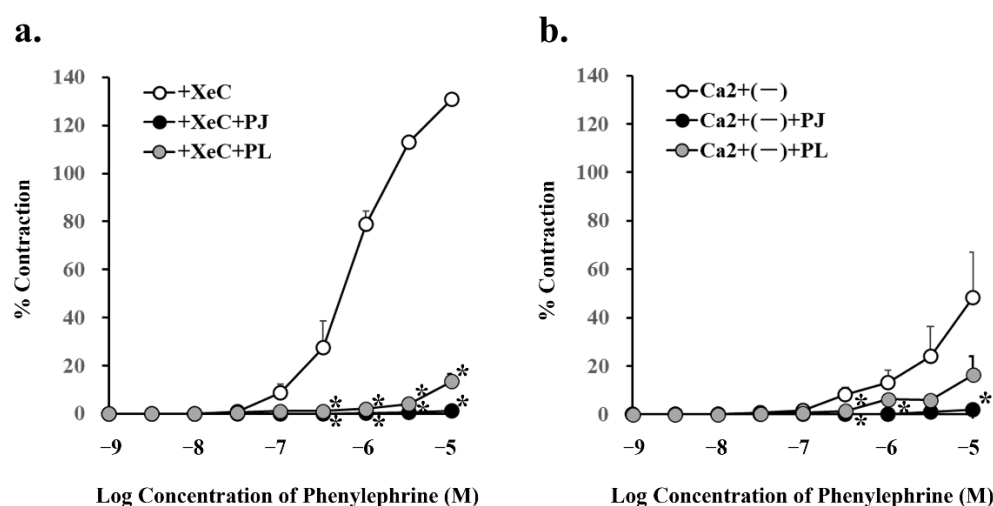 a.
140
120
100
80
60
40
20
0
% Contraction
+XeC
+XeC+PJ
+XeC+PL
* * * * * * *
−9 −7 −6 −5
Log Concentration of Phenylephrine (M)
b.
140
120
100
80
60
40
20
0
% Contraction
Ca2+(−)
Ca2+(−)+PJ
Ca2+(−)+PL
* * * *
−9 −7 −6 −5
Log Concentration of Phenylephrine (M)